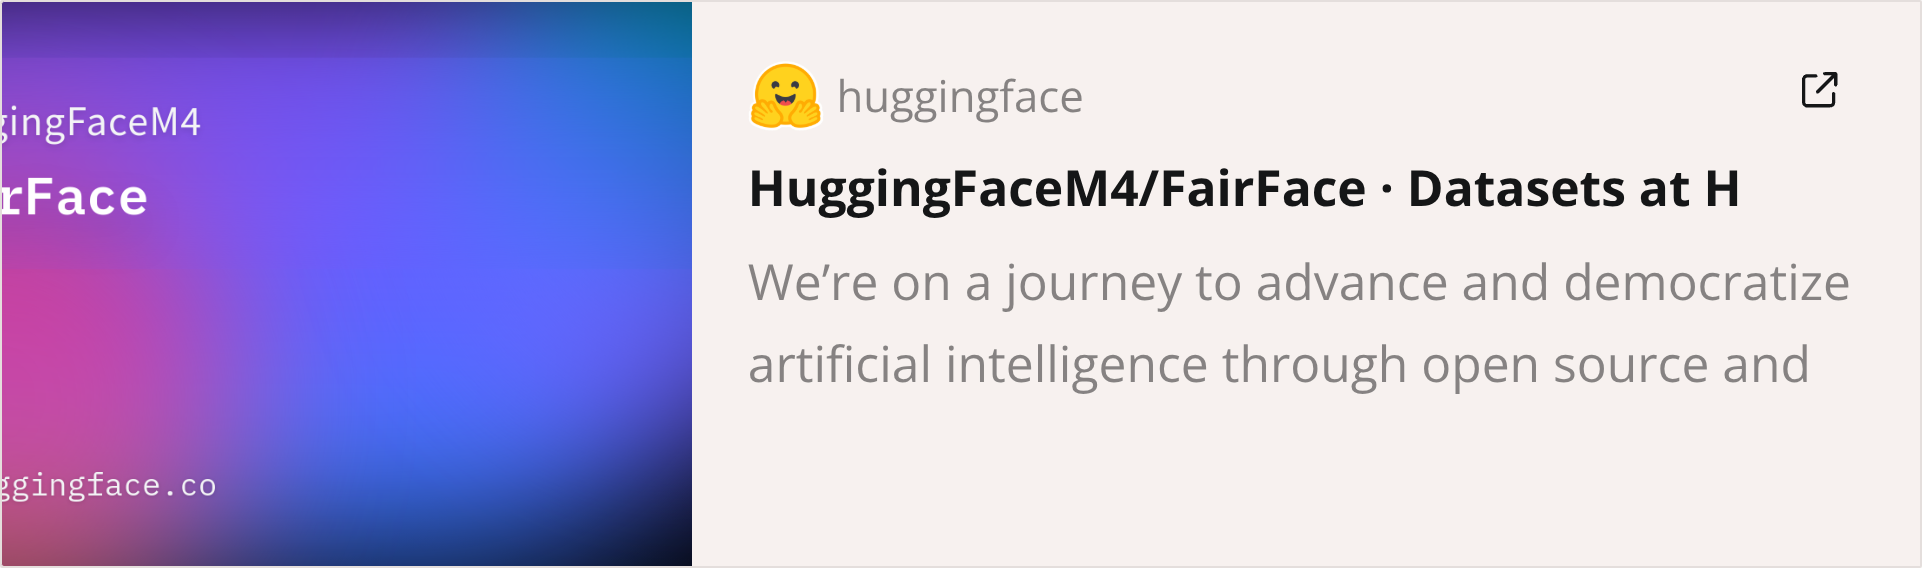 gingFaceM4
rFace
ggingface.co
huggingface
HuggingFaceM4/FairFace · Datasets at H
We’re on a journey to advance and democratize
artificial intelligence through open source and